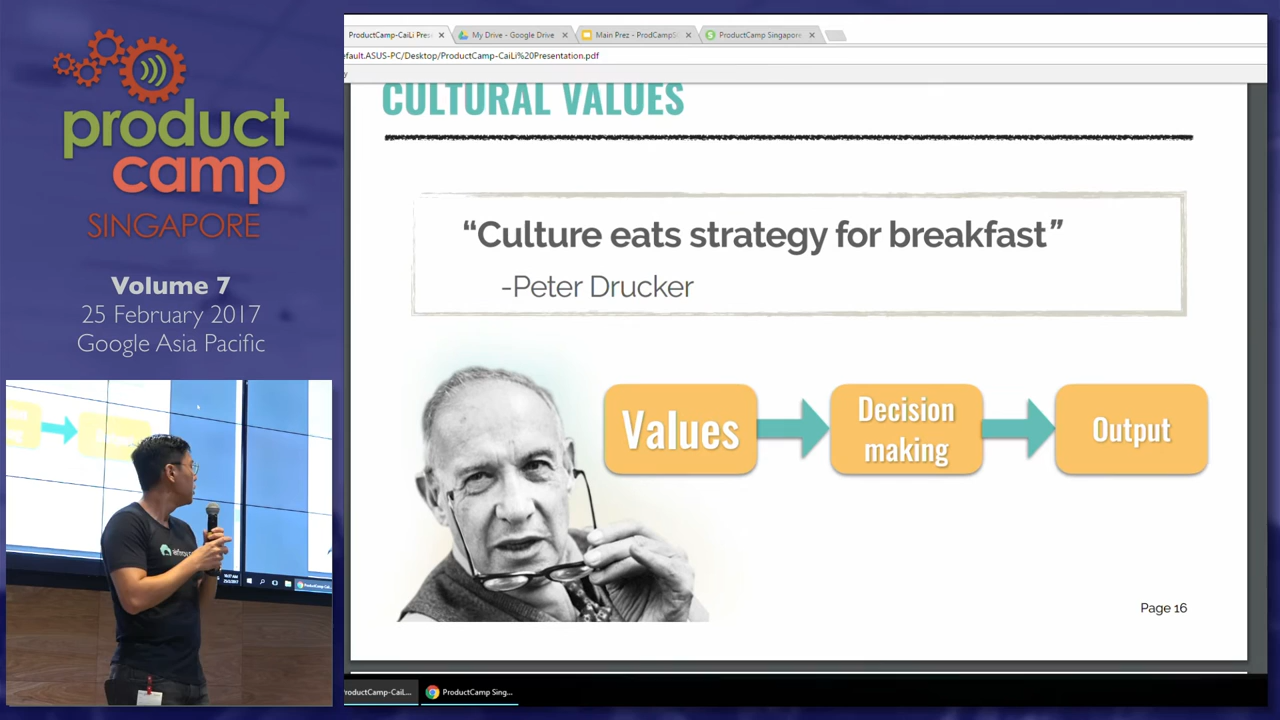 product
camp
SINGAPORE
Volume 7
25 February 2017
Google Asia Pacific
ProductCamp-CaiLi Pres
My Drive - Google Drive
Main Prez - ProdCampS
ProductCamp Singapore
efault.ASUS-PC/Desktop/ProductCamp-CaiLi%20Presentation.pdf
CULTURAL VALUES
“Culture eats strategy for breakfast”
-Peter Drucker
Values
Decision
making
Output
Page 16
ProductCamp-CaiL...
ProductCamp Sing...